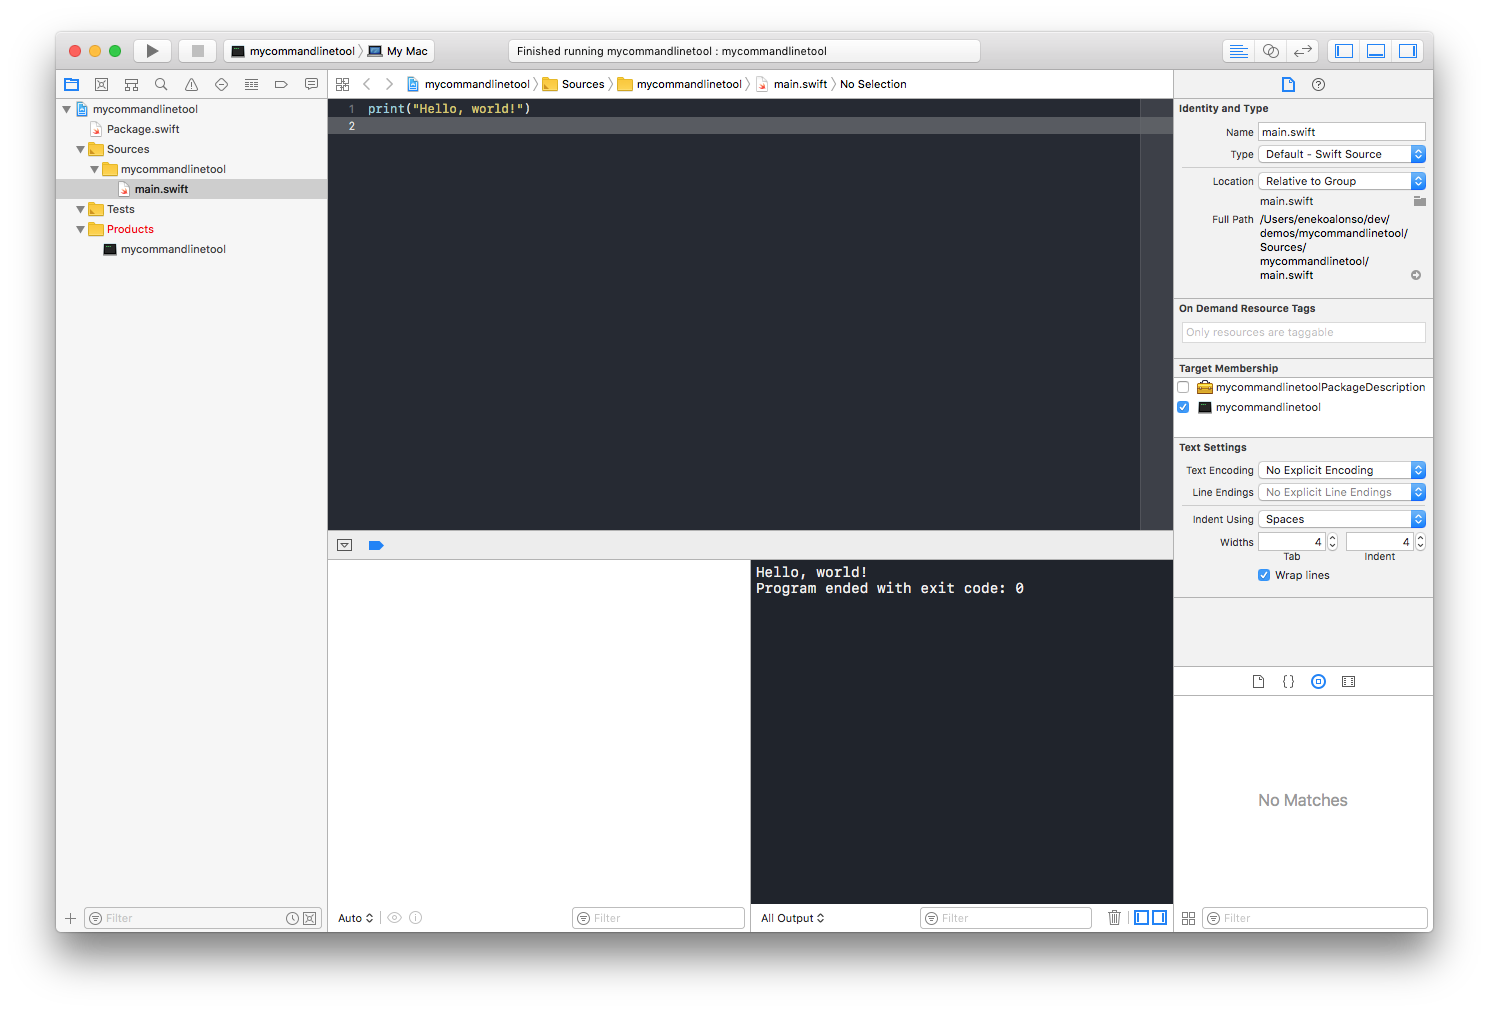 mycommandlinetool My Mac
Finished running mycommandlinetool : mycommandlinetool
mycommandlinetool
Package.swift
Sources
mycommandlinetool
main.swift
Tests
Products
mycommandlinetool
Filter
mycommandlinetool Sources mycommandlinetool main.swift No Selection
1 print("Hello, world!")
2
Auto
Filter
Hello, world!
Program ended with exit code: 0
All Output
Filter
Identity and Type
Name main.swift
Type Default - Swift Source
Location Relative to Group
main.swift
Full Path /Users/enekoalonso/dev/
demos/mycommandlinetool/
Sources/
mycommandlinetool/
main.swift
On Demand Resource Tags
Only resources are taggable
Target Membership
mycommandlinetoolPackageDescription
mycommandlinetool
Text Settings
Text Encoding No Explicit Encoding
Line Endings No Explicit Line Endings
Indent Using Spaces
Widths 4 4
Tab Indent
Wrap lines
{}
No Matches
Filter